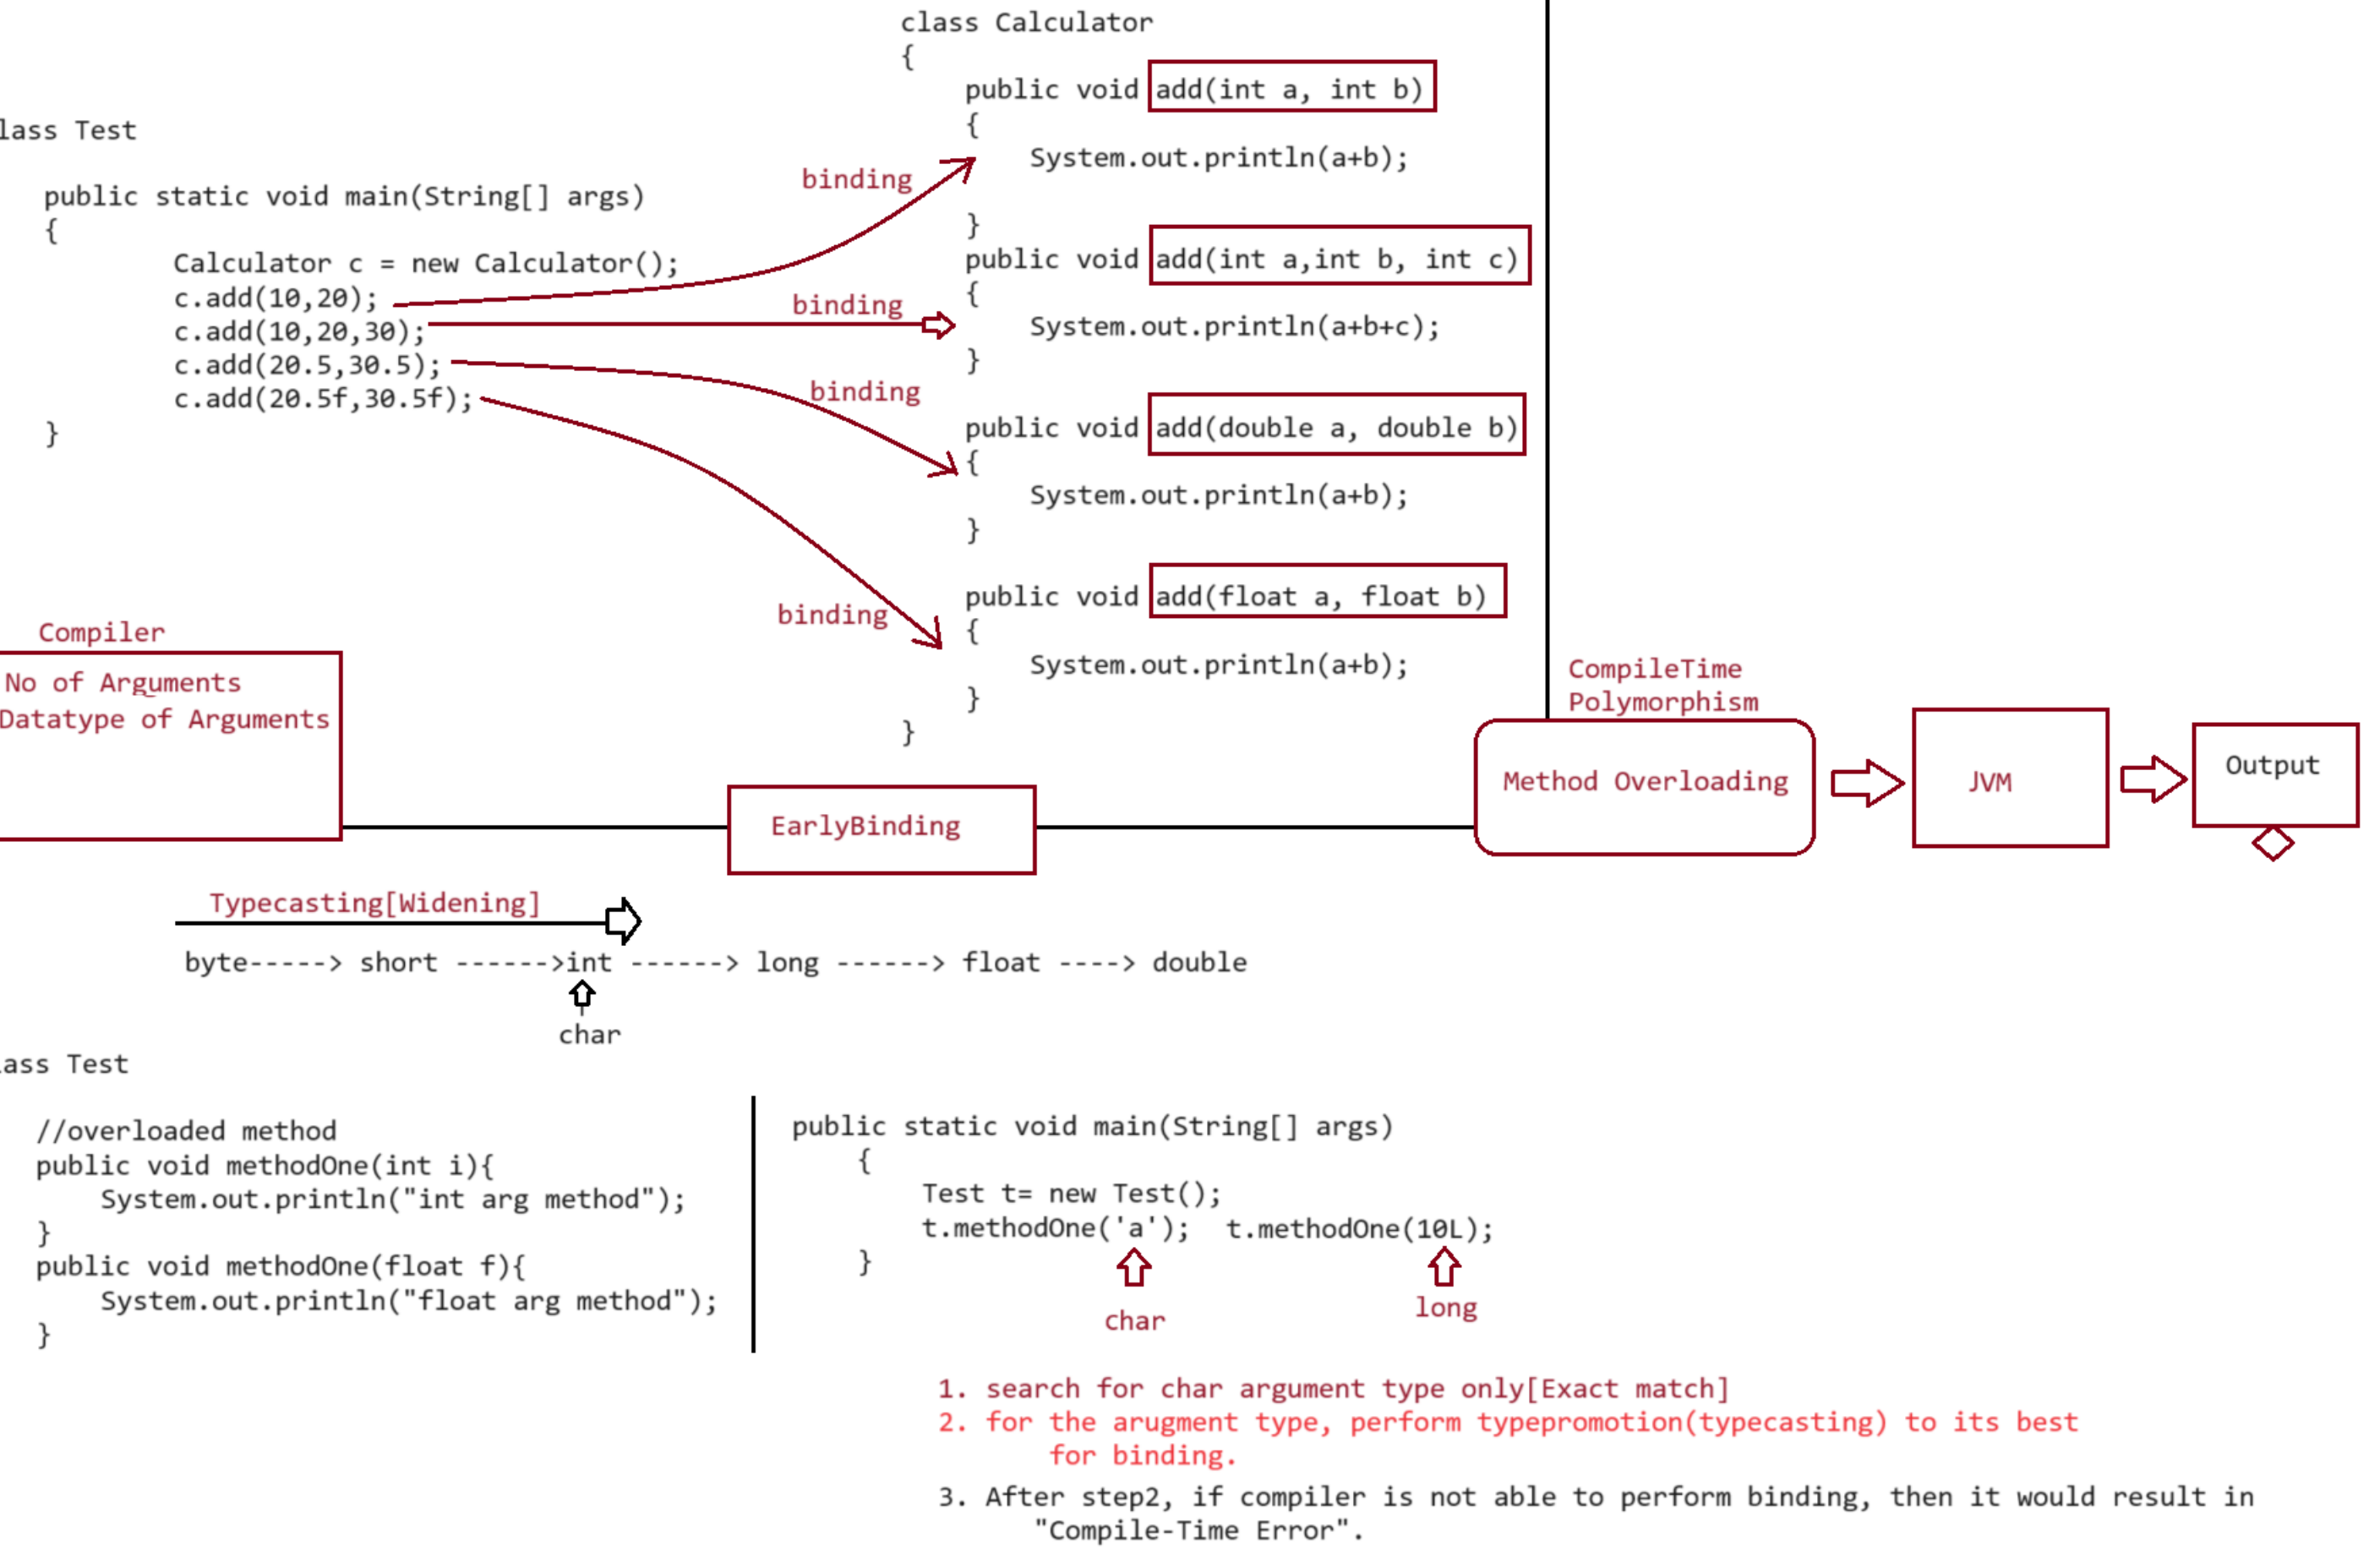 class Calculator
{
public void add(int a, int b)
{
System.out.println(a+b);
}
public void add(int a,int b, int c)
{
System.out.println(a+b+c);
}
public void add(double a, double b)
{
System.out.println(a+b);
}
public void add(float a, float b)
{
System.out.println(a+b);
}
}
lass Test
public static void main(String[] args)
{
Calculator c = new Calculator();
c.add(10,20);
c.add(10,20,30);
c.add(20.5,30.5);
c.add(20.5f,30.5f);
}
binding
binding
binding
binding
Compiler
No of Arguments
Datatype of Arguments
EarlyBinding
CompileTime
Polymorphism
Method Overloading
JVM
Output
Typecasting[Widening]
byte-----> short ------>int ------> long ------> float ----> double
char
ass Test
//overloaded method
public void methodOne(int i){
System.out.println("int arg method");
}
public void methodOne(float f){
System.out.println("float arg method");
}
public static void main(String[] args)
{
Test t= new Test();
t.methodOne('a'); t.methodOne(10L);
}
char
long
1. search for char argument type only[Exact match]
2. for the arugment type, perform typepromotion(typecasting) to its best
for binding.
3. After step2, if compiler is not able to perform binding, then it would result in
"Compile-Time Error".